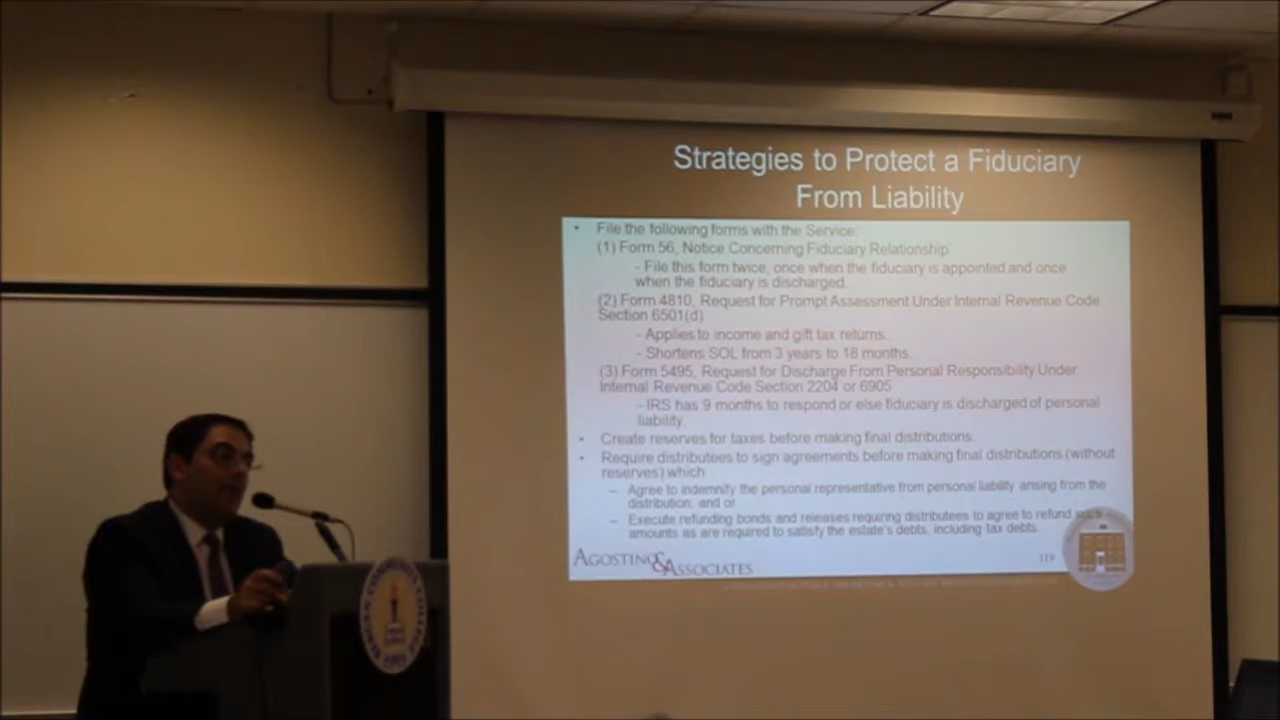 Strategies to Protect a Fiduciary
From Liability
• File the following forms with the Service:
(1) Form 56, Notice Concerning Fiduciary Relationship
- File this form twice, once when the fiduciary is appointed and once
when the fiduciary is discharged.
(2) Form 4810, Request for Prompt Assessment Under Internal Revenue Code
Section 6501(d)
- Applies to income and gift tax returns.
- Shortens SOL from 3 years to 18 months.
(3) Form 5495, Request for Discharge From Personal Responsibility Under
Internal Revenue Code Section 2204 or 6905
- IRS has 9 months to respond or else fiduciary is discharged of personal
liability.
• Create reserves for taxes before making final distributions.
• Require distributees to sign agreements before making final distributions (without
reserves) which
– Agree to indemnify the personal representative from personal liability arising from the
distribution; and or
– Execute refunding bonds and releases requiring distributees to agree to refund such
amounts as are required to satisfy the estate's debts, including tax debts.
AGOSTINO & ASSOCIATES
119
BERGEN COMMUNITY COLLEGE